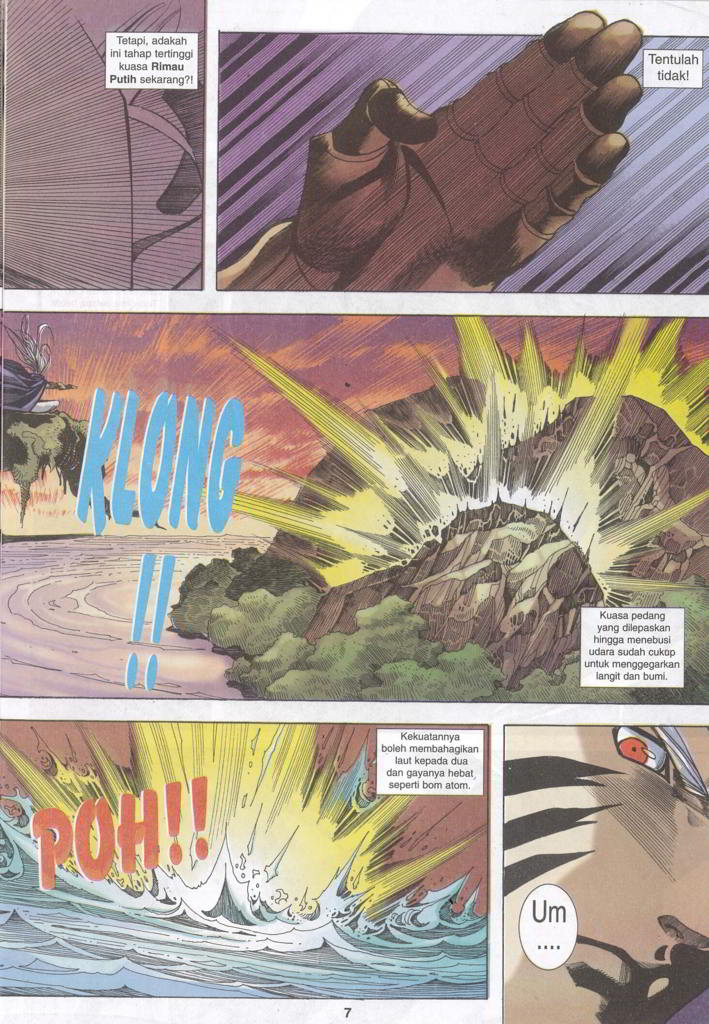 Tetapi, adakah
ini tahap tertinggi
kuasa Rimau
Putih sekarang?!
Tentulah
tidak!
KLONG
!!
Kuasa pedang
yang dilepaskan
hingga menebusi
udara sudah cukup
untuk menggegarkan
langit dan bumi.
POH!!
Kekuatannya
boleh membahagikan
laut kepada dua
dan gayanya hebat
seperti bom atom.
Um
....
7